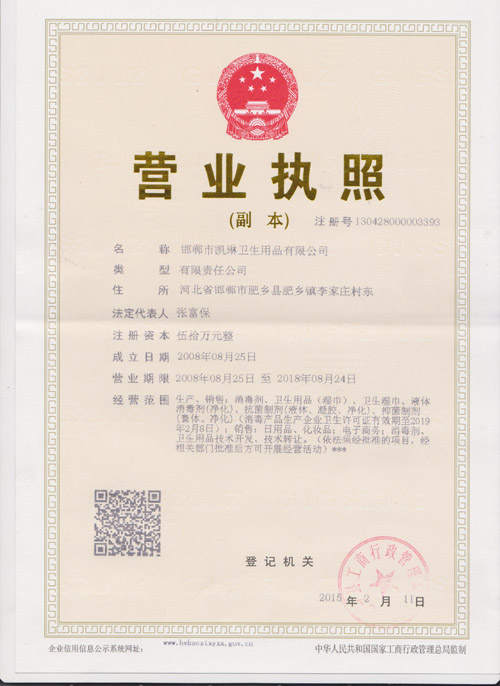 营业执照
(副 本)
注册号130428000003393
名 称 邯郸市凯琳卫生用品有限公司
类 型 有限责任公司
住 所 河北省邯郸市肥乡县肥乡镇李家庄村东
法定代表人 张富保
注册资本 伍拾万元整
成立日期 2008年08月25日
营业期限 2008年08月25日 至 2018年08月24日
经营范围 生产、销售：消毒剂、卫生用品（湿巾）、卫生湿巾、液体
消毒剂(净化)、抗菌制剂(液体、凝胶、净化)、抑菌制剂
(膏体、净化)（消毒产品生产企业卫生许可证有效期至2019
年2月8日）；销售：日用品、化妆品；电子商务；消毒剂、
卫生用品技术开发、技术转让。（依法须经批准的项目，经
相关部门批准后方可开展经营活动）***
登记机关
县工商行政管理
2015 年 2 月 11日
企业信用信息公示系统网址：
中华人民共和国国家工商行政管理总局监制